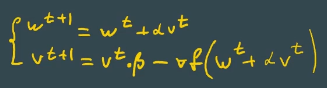 w^{t+1} = w^t + αv^t
v^{t+1} = v^t · β − ∇f(w^t + αv^t)